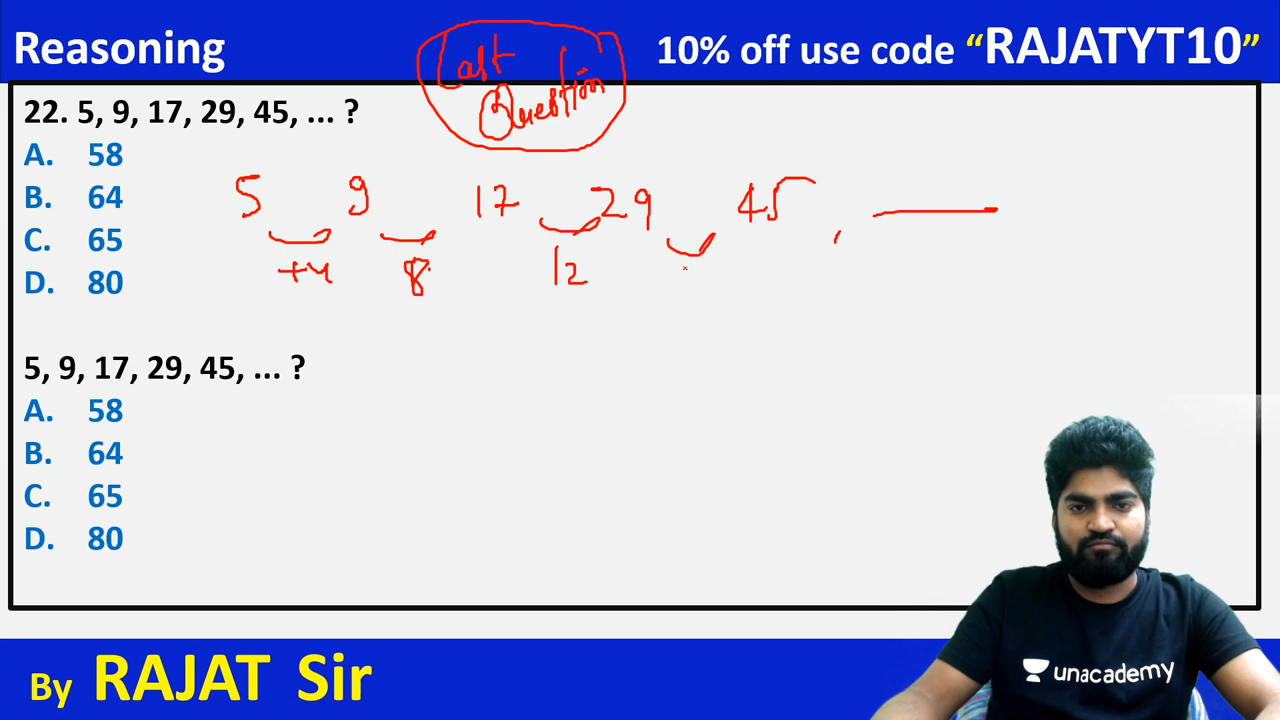 Reasoning
Last
Question
10% off use code “RAJATYT10”
22. 5, 9, 17, 29, 45, ... ?
A. 58
B. 64
C. 65
D. 80
5 9 17 29 45 ,
+4 8 12
5, 9, 17, 29, 45, ... ?
A. 58
B. 64
C. 65
D. 80
unacademy
By RAJAT Sir